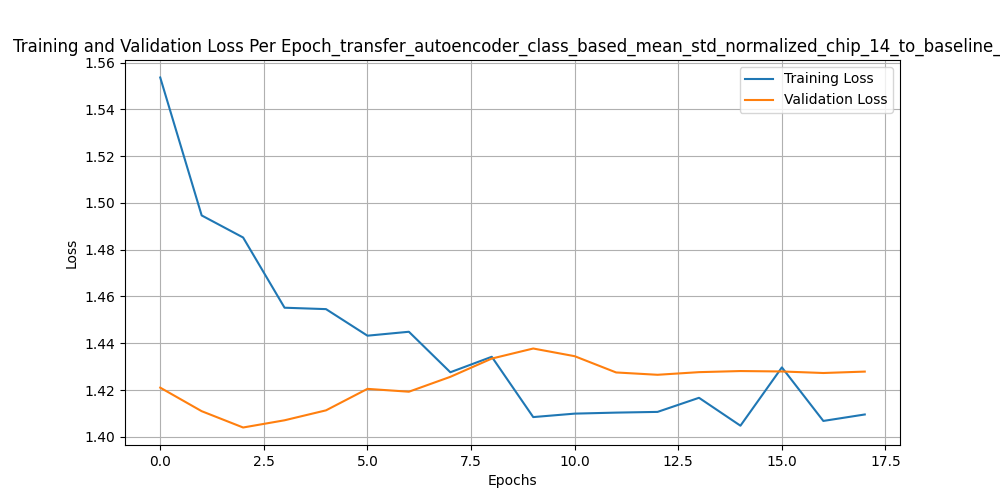 Training and Validation Loss Per Epoch_transfer_autoencoder_class_based_mean_std_normalized_chip_14_to_baseline_
Training Loss
Validation Loss
1.56
1.54
1.52
1.50
1.48
1.46
1.44
1.42
1.40
Loss
0.0 2.5 5.0 7.5 10.0 12.5 15.0 17.5
Epochs